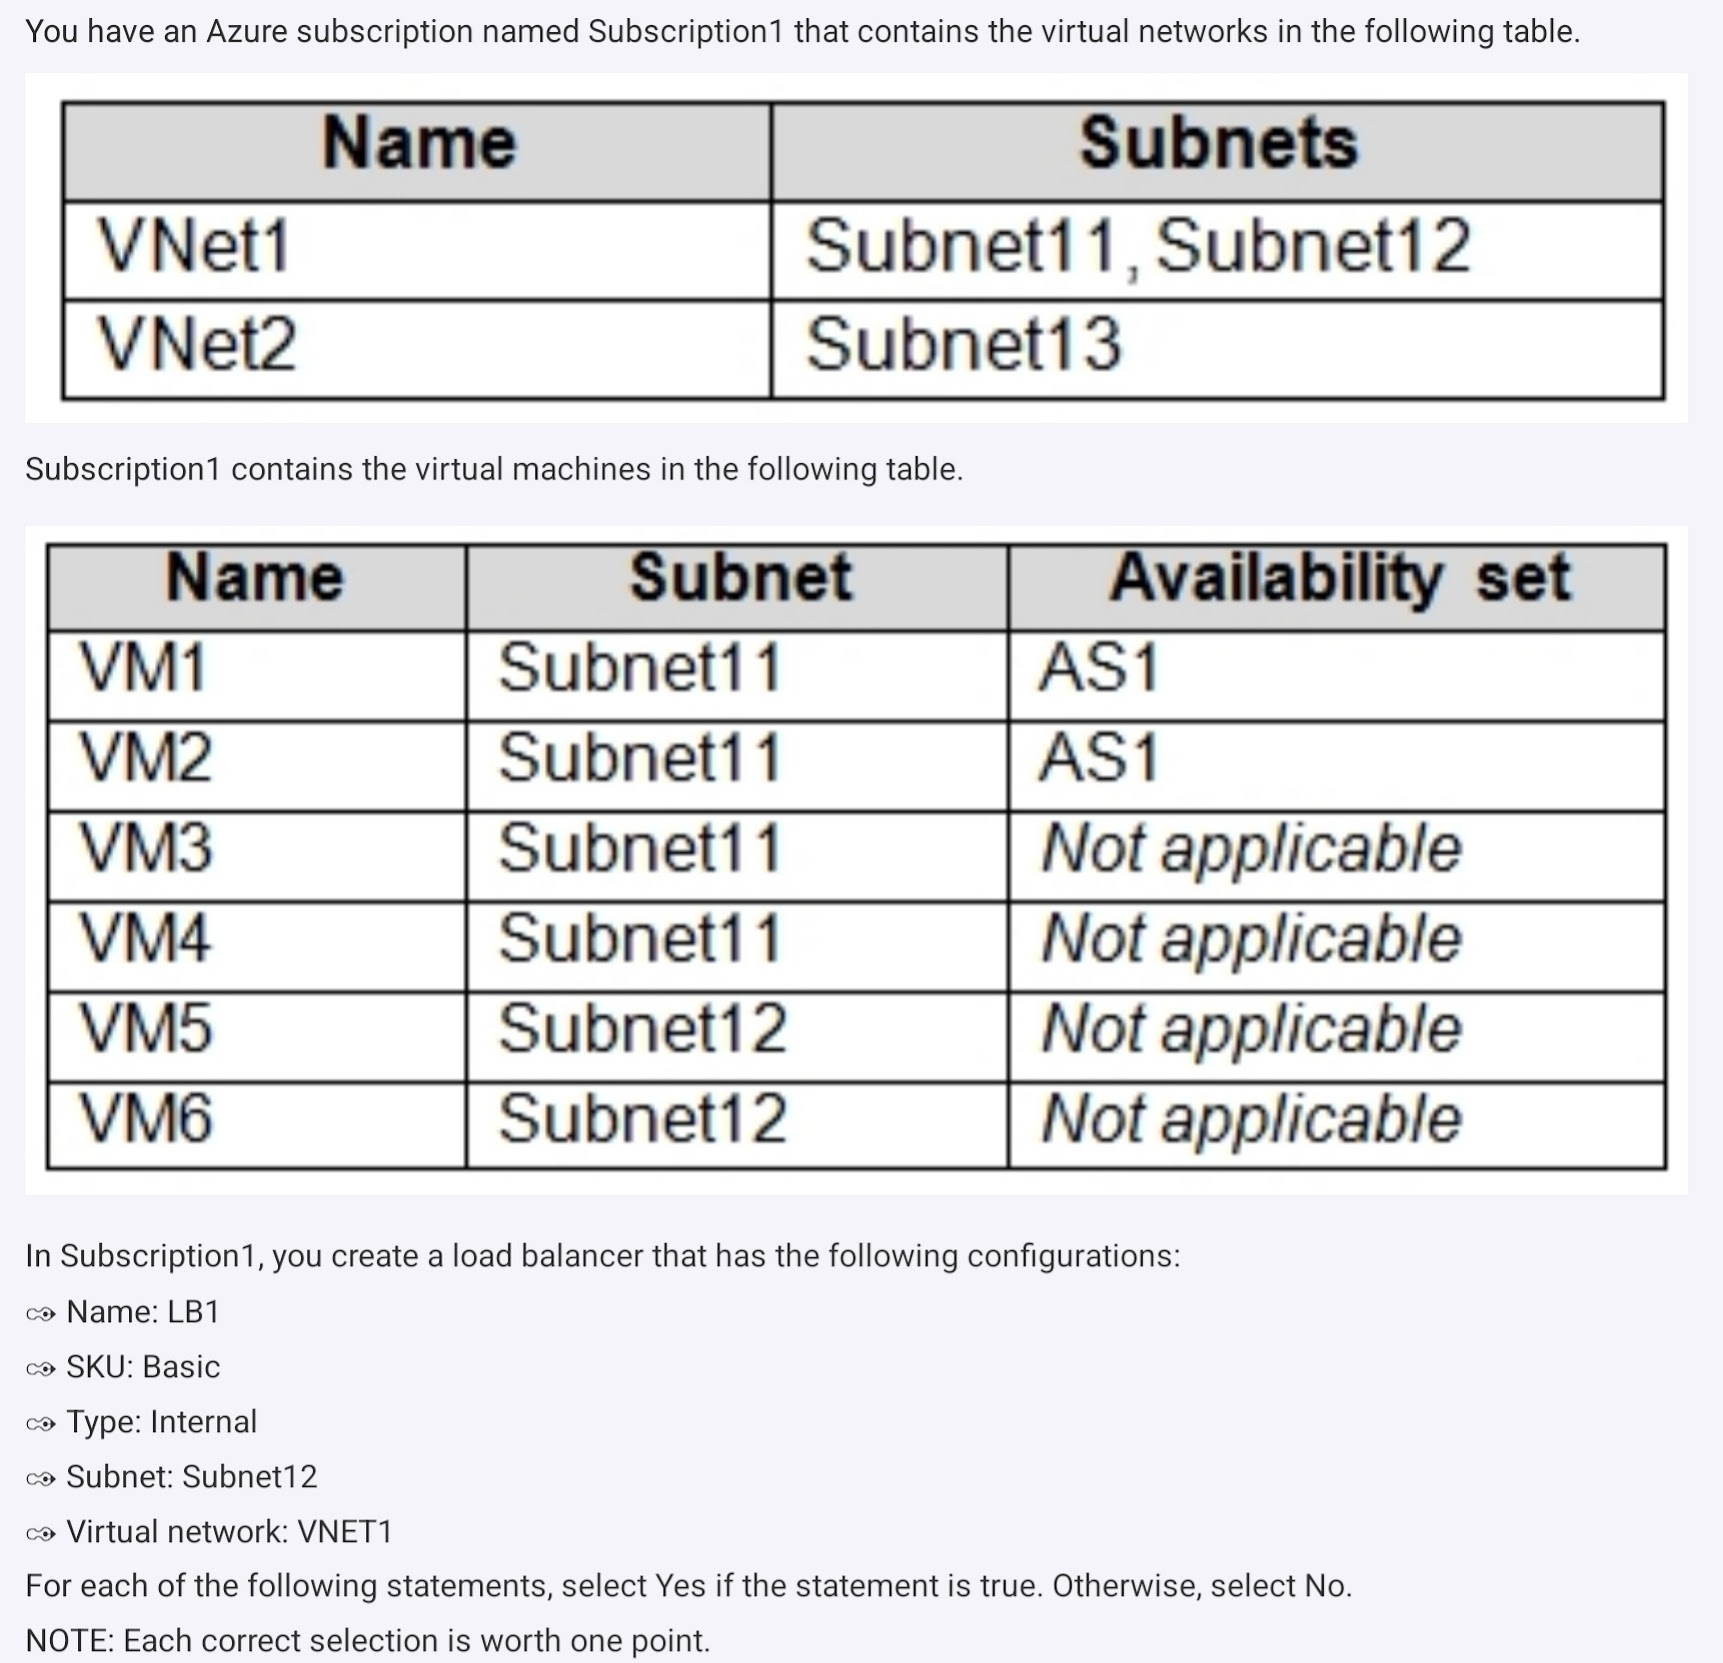 You have an Azure subscription named Subscription1 that contains the virtual networks in the following table.
Name Subnets
VNet1 Subnet11, Subnet12
VNet2 Subnet13
Subscription1 contains the virtual machines in the following table.
Name Subnet Availability set
VM1 Subnet11 AS1
VM2 Subnet11 AS1
VM3 Subnet11 Not applicable
VM4 Subnet11 Not applicable
VM5 Subnet12 Not applicable
VM6 Subnet12 Not applicable
In Subscription1, you create a load balancer that has the following configurations:
Name: LB1
SKU: Basic
Type: Internal
Subnet: Subnet12
Virtual network: VNET1
For each of the following statements, select Yes if the statement is true. Otherwise, select No.
NOTE: Each correct selection is worth one point.